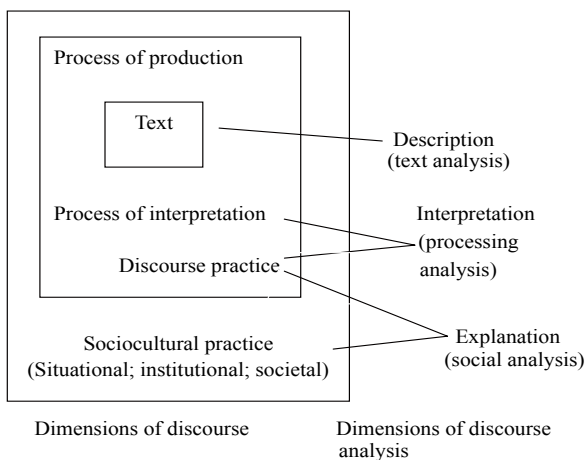 Process of production
Text
Description
(text analysis)
Process of interpretation
Interpretation
(processing
analysis)
Discourse practice
Sociocultural practice
(Situational; institutional; societal)
Explanation
(social analysis)
Dimensions of discourse
Dimensions of discourse
analysis